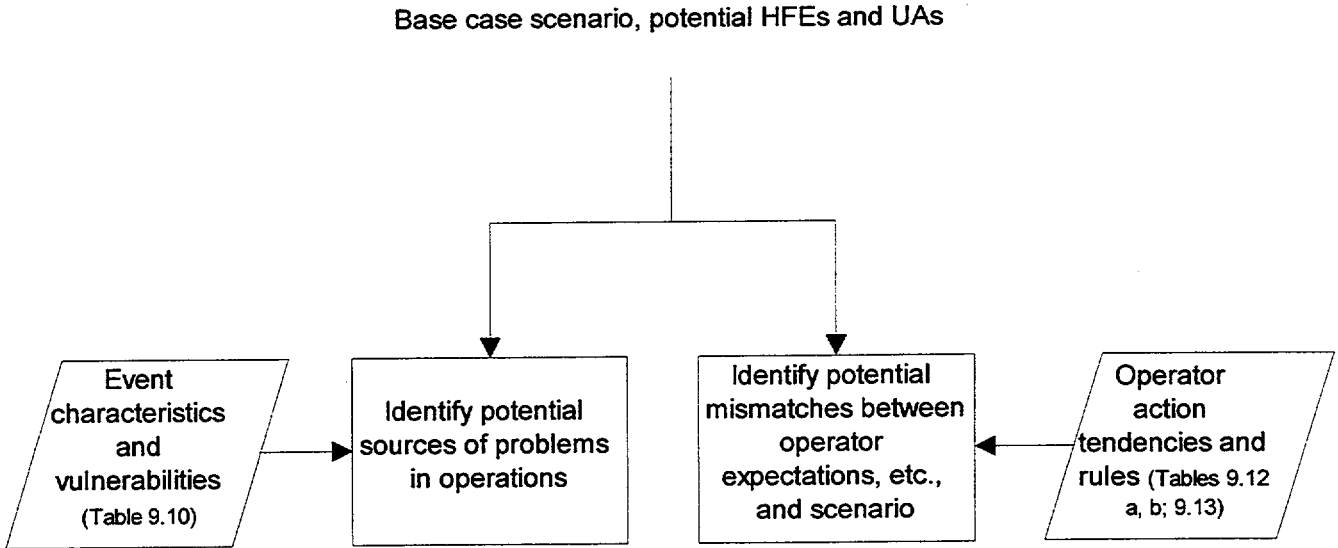 Base case scenario, potential HFEs and UAs
Event
characteristics
and
vulnerabilities
(Table 9.10)
Identify potential
sources of problems
in operations
Identify potential
mismatches between
operator
expectations, etc.,
and scenario
Operator
action
tendencies and
rules (Tables 9.12
a, b; 9.13)